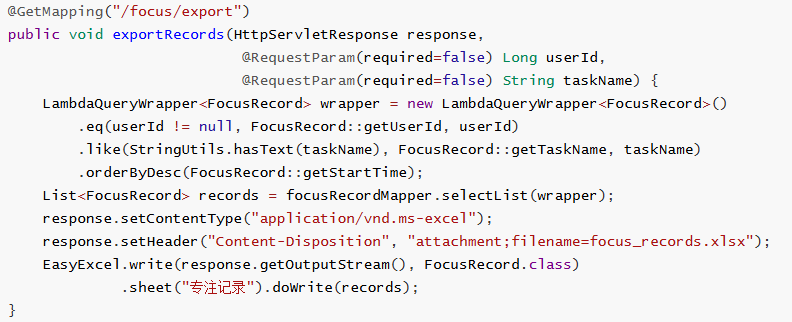 @GetMapping("/focus/export")
public void exportRecords(HttpServletResponse response,
                          @RequestParam(required=false) Long userId,
                          @RequestParam(required=false) String taskName) {
    LambdaQueryWrapper<FocusRecord> wrapper = new LambdaQueryWrapper<FocusRecord>()
        .eq(userId != null, FocusRecord::getUserId, userId)
        .like(StringUtils.hasText(taskName), FocusRecord::getTaskName, taskName)
        .orderByDesc(FocusRecord::getStartTime);
    List<FocusRecord> records = focusRecordMapper.selectList(wrapper);
    response.setContentType("application/vnd.ms-excel");
    response.setHeader("Content-Disposition", "attachment;filename=focus_records.xlsx");
    EasyExcel.write(response.getOutputStream(), FocusRecord.class)
             .sheet("专注记录").doWrite(records);
}